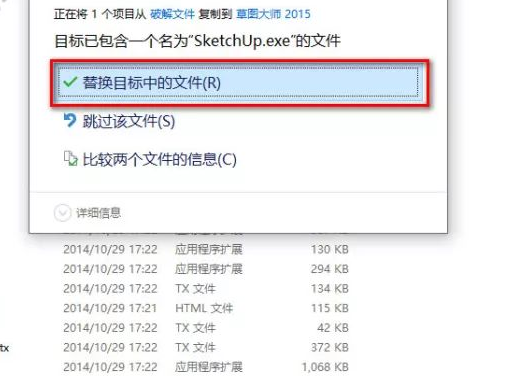 正在将 1 个项目从 破解文件 复制到 草图大师 2015
目标已包含一个名为"SketchUp.exe"的文件
替换目标中的文件(R)
跳过该文件(S)
比较两个文件的信息(C)
详细信息
2014/10/29 17:22 应用程序扩展 130 KB
2014/10/29 17:22 应用程序扩展 294 KB
2014/10/29 17:22 TX 文件 148 KB
2014/10/29 17:21 HTML 文件 115 KB
2014/10/29 17:22 TX 文件 42 KB
tx 2014/10/29 17:22 TX 文件 372 KB
2014/10/29 17:22 应用程序扩展 1,068 KB